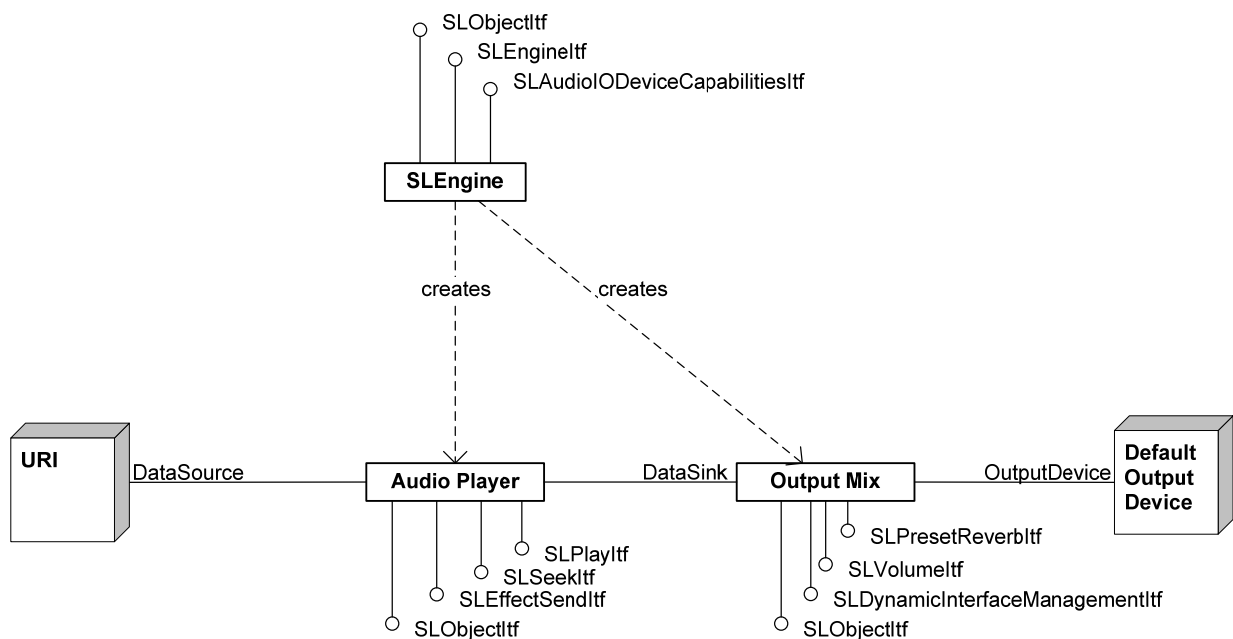 SLObjectItf
SLEngineItf
SLAudioIODeviceCapabilitiesItf
SLEngine
creates
creates
URI
DataSource
Audio Player
DataSink
Output Mix
OutputDevice
Default
Output
Device
SLPlayItf
SLSeekItf
SLEffectSendItf
SLObjectItf
SLPresetReverbItf
SLVolumeItf
SLDynamicInterfaceManagementItf
SLObjectItf